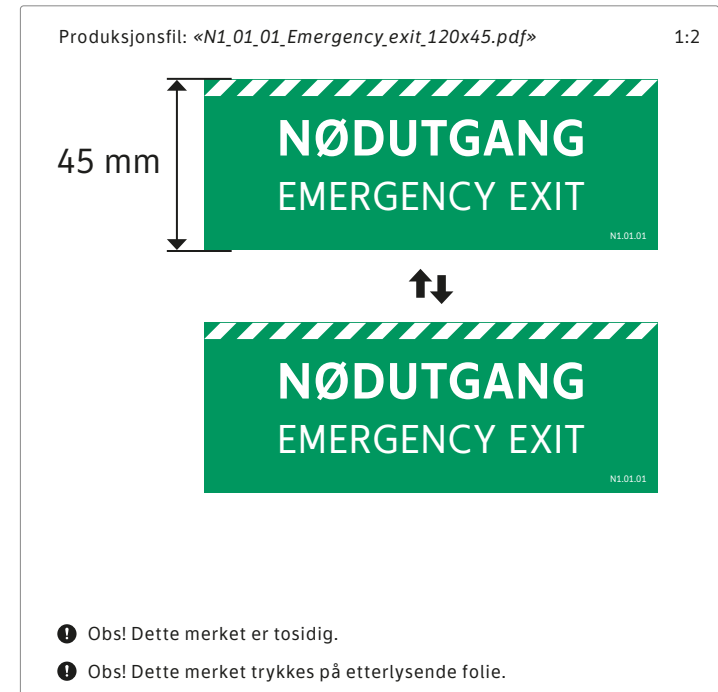 Produksjonsfil: «N1_01_01_Emergency_exit_120x45.pdf» 1:2
45 mm
NØDUTGANG
EMERGENCY EXIT
N1.01.01
NØDUTGANG
EMERGENCY EXIT
N1.01.01
Obs! Dette merket er tosidig.
Obs! Dette merket trykkes på etterlysende folie.